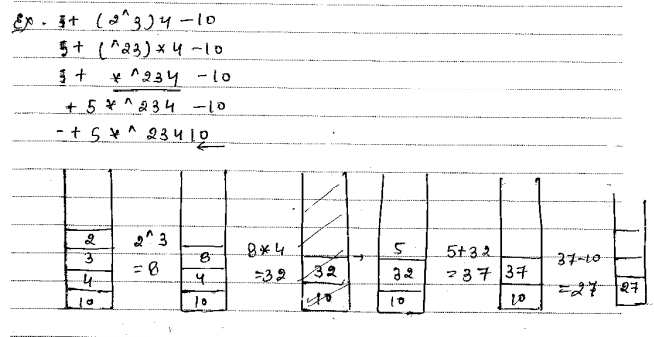 Ex. 5+ (2^3)4 -10
5+ (^23)*4 -10
5+ *^234 -10
+ 5 *^234 -10
-+ 5 *^ 23410
2 3 4 10
2^3 = 8
8 4 10
8*4 = 32
32 10
5 32 10
5+32 = 37
37 10
37-10 = 27
27